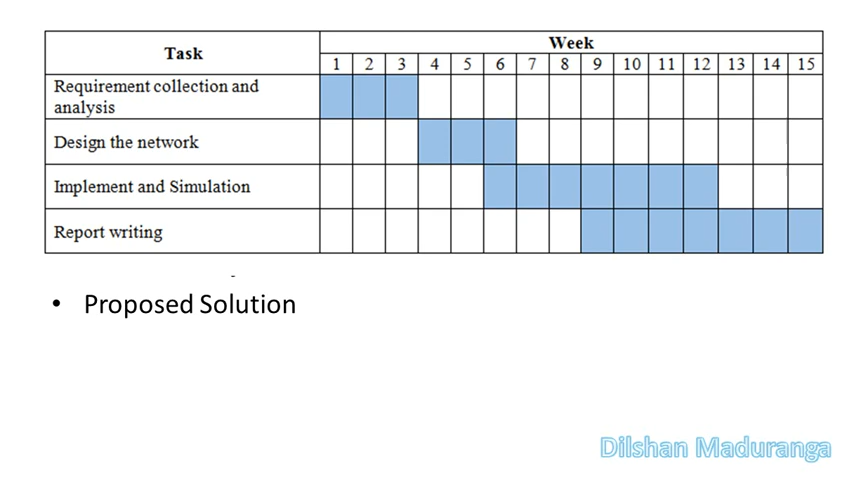 Task
Week
1 2 3 4 5 6 7 8 9 10 11 12 13 14 15
Requirement collection and
analysis
Design the network
Implement and Simulation
Report writing
• Proposed Solution
Dilshan Maduranga